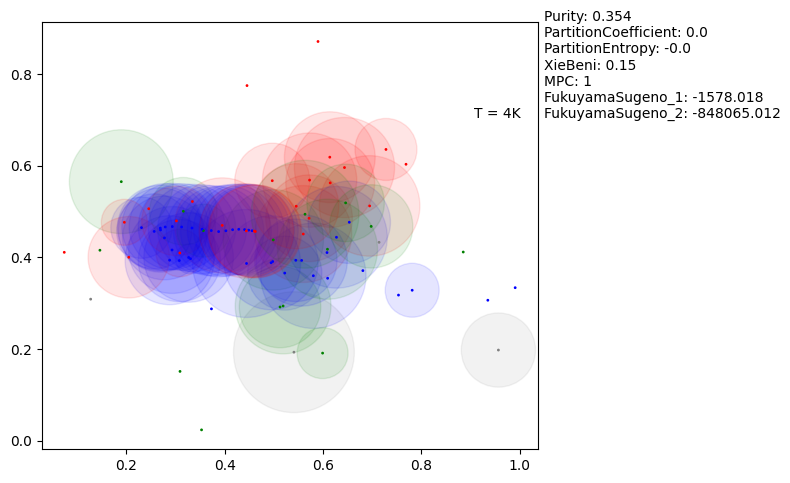 Purity: 0.354
PartitionCoefficient: 0.0
PartitionEntropy: -0.0
XieBeni: 0.15
MPC: 1
FukuyamaSugeno_1: -1578.018
FukuyamaSugeno_2: -848065.012
T = 4K
0.8
0.6
0.4
0.2
0.0
0.2 0.4 0.6 0.8 1.0